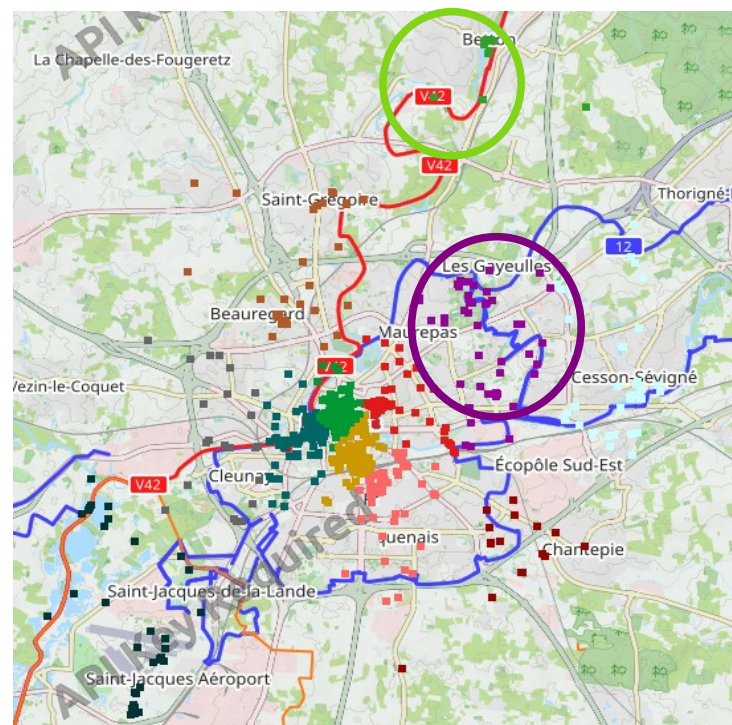 API Key Required
Betton
La Chapelle-des-Fougeretz
V42
V42
Saint-Grégoire
Thorigné-
12
Les Gayeulles
Beauregard
Maurepas
V42
Vezin-le-Coquet
Cesson-Sévigné
Écopôle Sud-Est
Cleunay
V42
quenais
Chantepie
Saint-Jacques-de-la-Lande
API Key Required
Saint-Jacques Aéroport